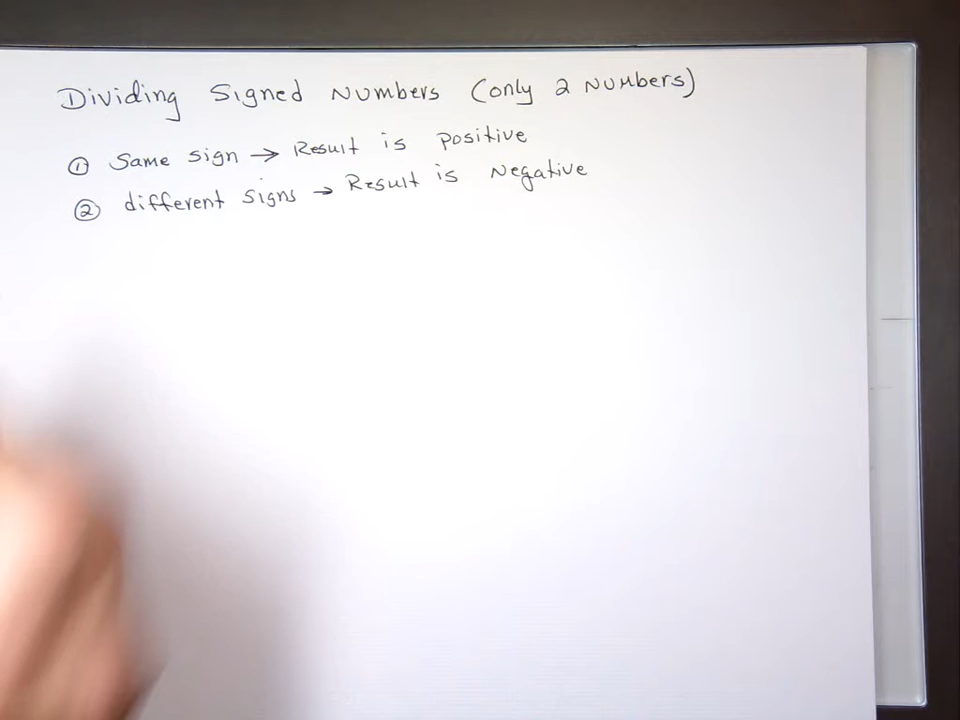 Dividing Signed Numbers (only 2 Numbers)
① Same sign → Result is positive
② different signs → Result is Negative